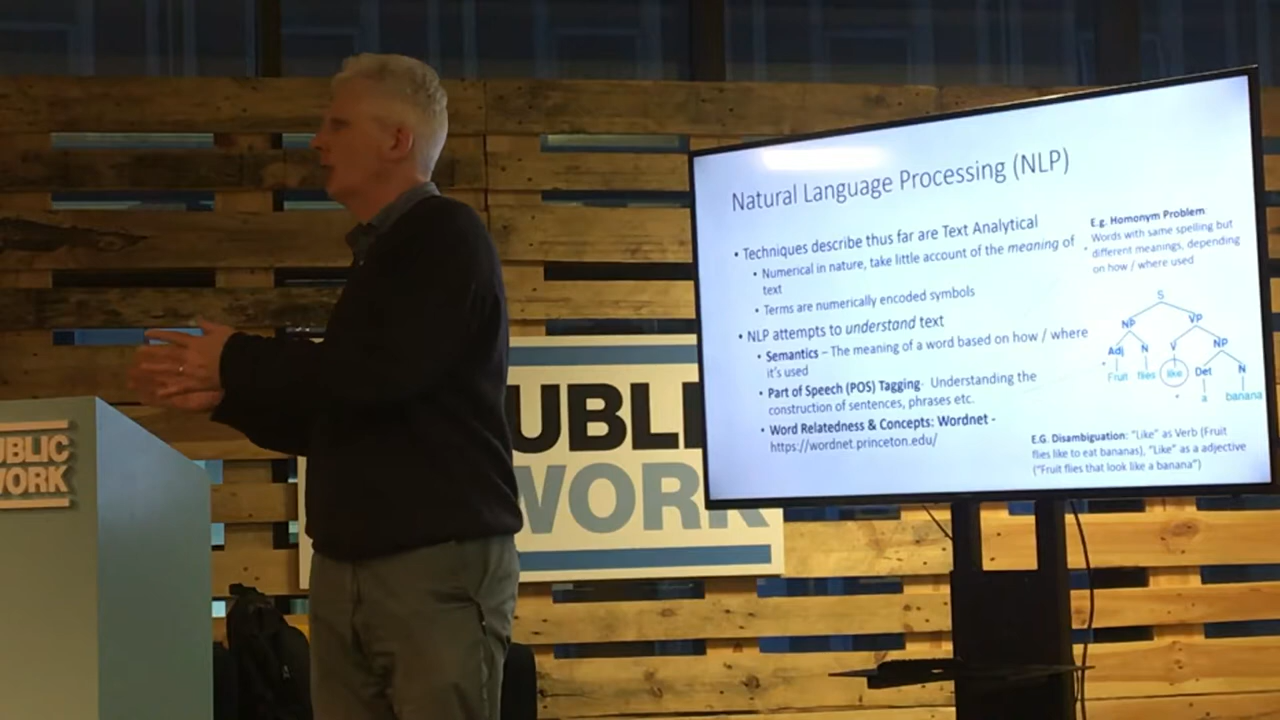 Natural Language Processing (NLP)
• Techniques describe thus far are Text Analytical
• Numerical in nature, take little account of the meaning of
text
• Terms are numerically encoded symbols
• NLP attempts to understand text
• Semantics – The meaning of a word based on how / where
it's used
• Part of Speech (POS) Tagging- Understanding the
construction of sentences, phrases etc.
• Word Relatedness & Concepts: Wordnet -
https://wordnet.princeton.edu/
E.g. Homonym Problem
Words with same spelling but
different meanings, depending
on how / where used
S
NP VP
Adj N V NP
Fruit flies like Det N
a banana
E.G. Disambiguation: "Like" as Verb (Fruit
flies like to eat bananas), "Like" as a adjective
("Fruit flies that look like a banana")
UBLIC
WORK
UBLI
WORK